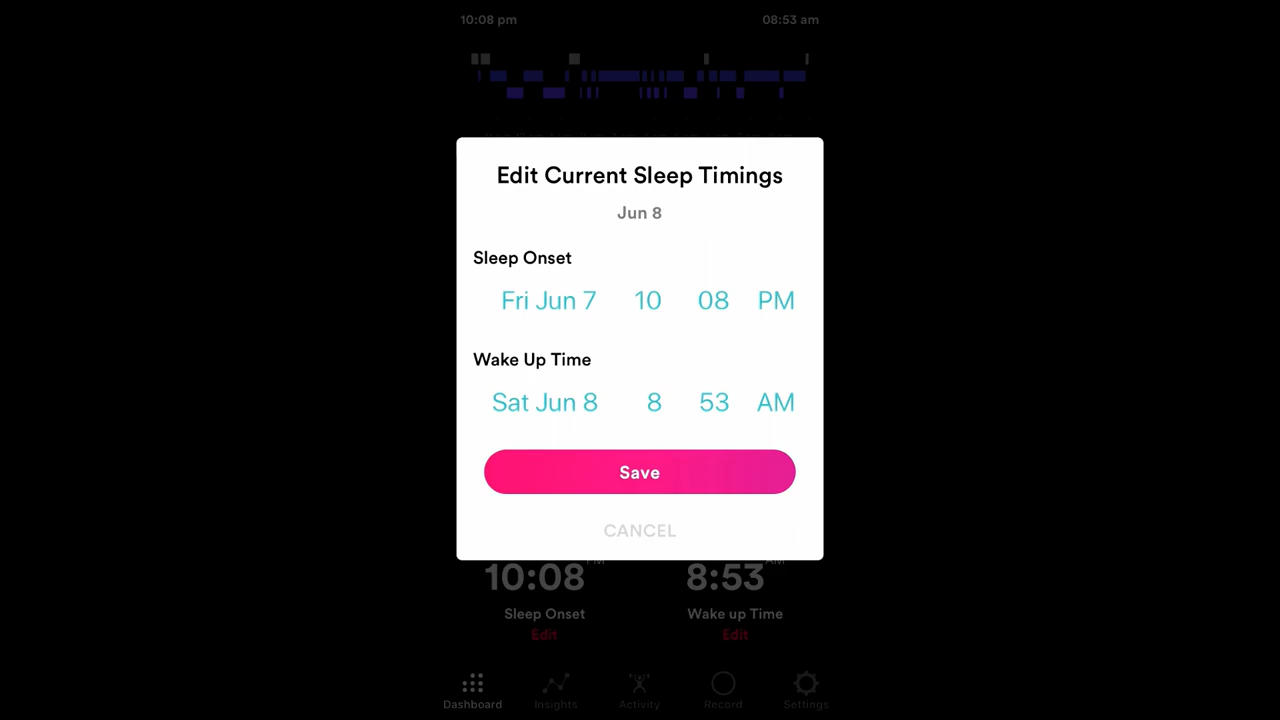 10:08 pm 08:53 am
Edit Current Sleep Timings
Jun 8
Sleep Onset
Fri Jun 7 10 08 PM
Wake Up Time
Sat Jun 8 8 53 AM
Save
CANCEL
10:08 PM 8:53 AM
Sleep Onset Wake up Time
Edit Edit
Dashboard Insights Activity Record Settings